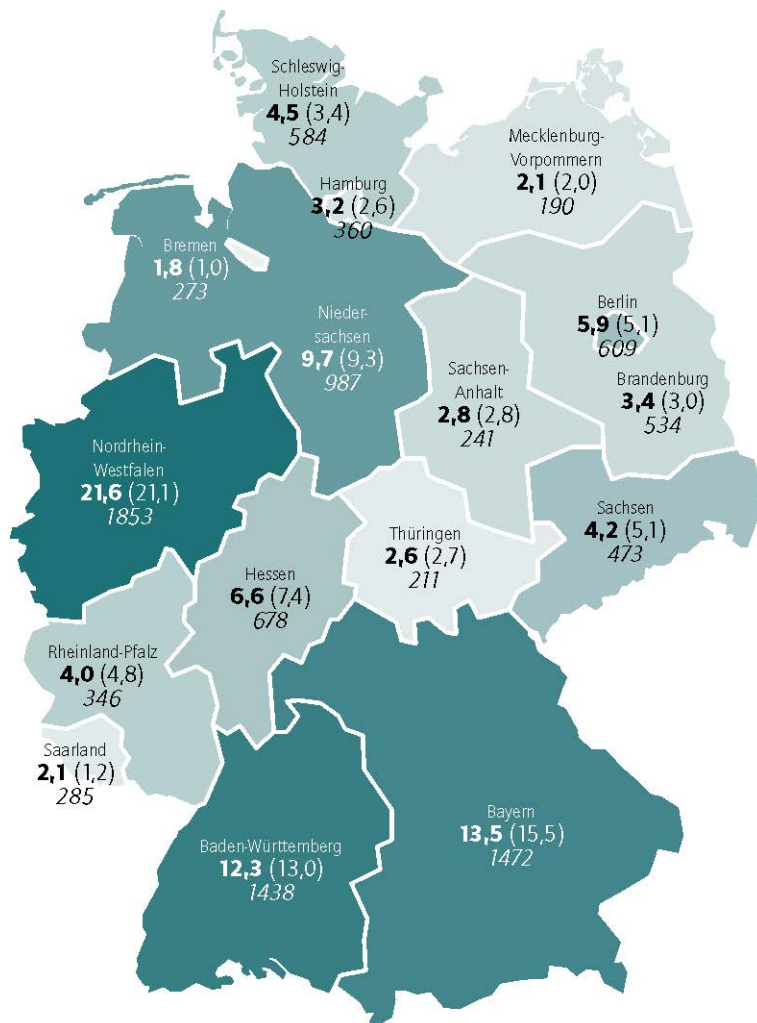 Schleswig-
Holstein
4,5 (3,4)
584
Mecklenburg-
Vorpommern
2,1 (2,0)
190
Hamburg
3,2 (2,6)
360
Bremen
1,8 (1,0)
273
Berlin
5,9 (5,1)
609
Nieder-
sachsen
9,7 (9,3)
987
Sachsen-
Anhalt
2,8 (2,8)
241
Brandenburg
3,4 (3,0)
534
Nordrhein-
Westfalen
21,6 (21,1)
1853
Sachsen
4,2 (5,1)
473
Thüringen
2,6 (2,7)
211
Hessen
6,6 (7,4)
678
Rheinland-Pfalz
4,0 (4,8)
346
Saarland
2,1 (1,2)
285
Bayern
13,5 (15,5)
1472
Baden-Württemberg
12,3 (13,0)
1438